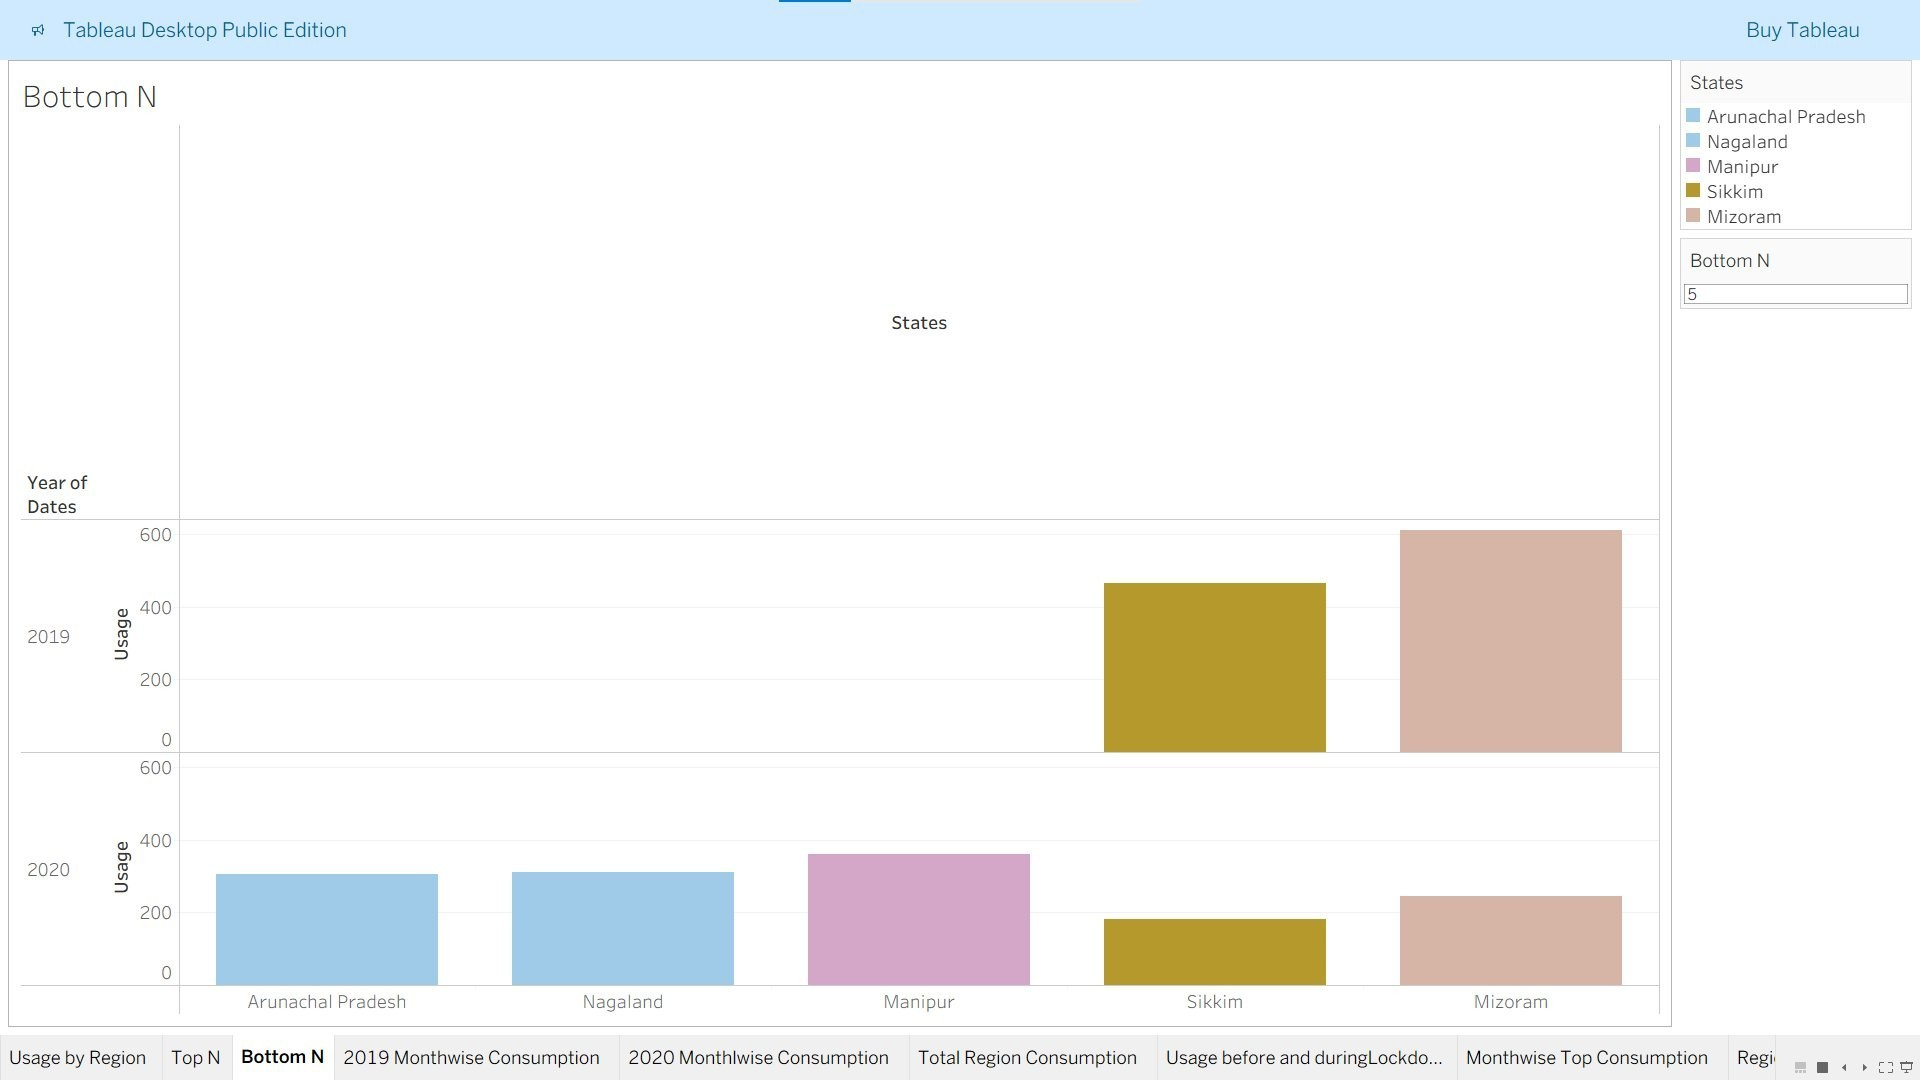 Tableau Desktop Public Edition
Buy Tableau
Bottom N
States
Year of
Dates
600
400
200
0
Usage
2019
600
400
200
0
Usage
2020
Arunachal Pradesh
Nagaland
Manipur
Sikkim
Mizoram
States
Arunachal Pradesh
Nagaland
Manipur
Sikkim
Mizoram
Bottom N
5
Usage by Region
Top N
Bottom N
2019 Monthwise Consumption
2020 Monthlwise Consumption
Total Region Consumption
Usage before and duringLockdo...
Monthwise Top Consumption
Regi